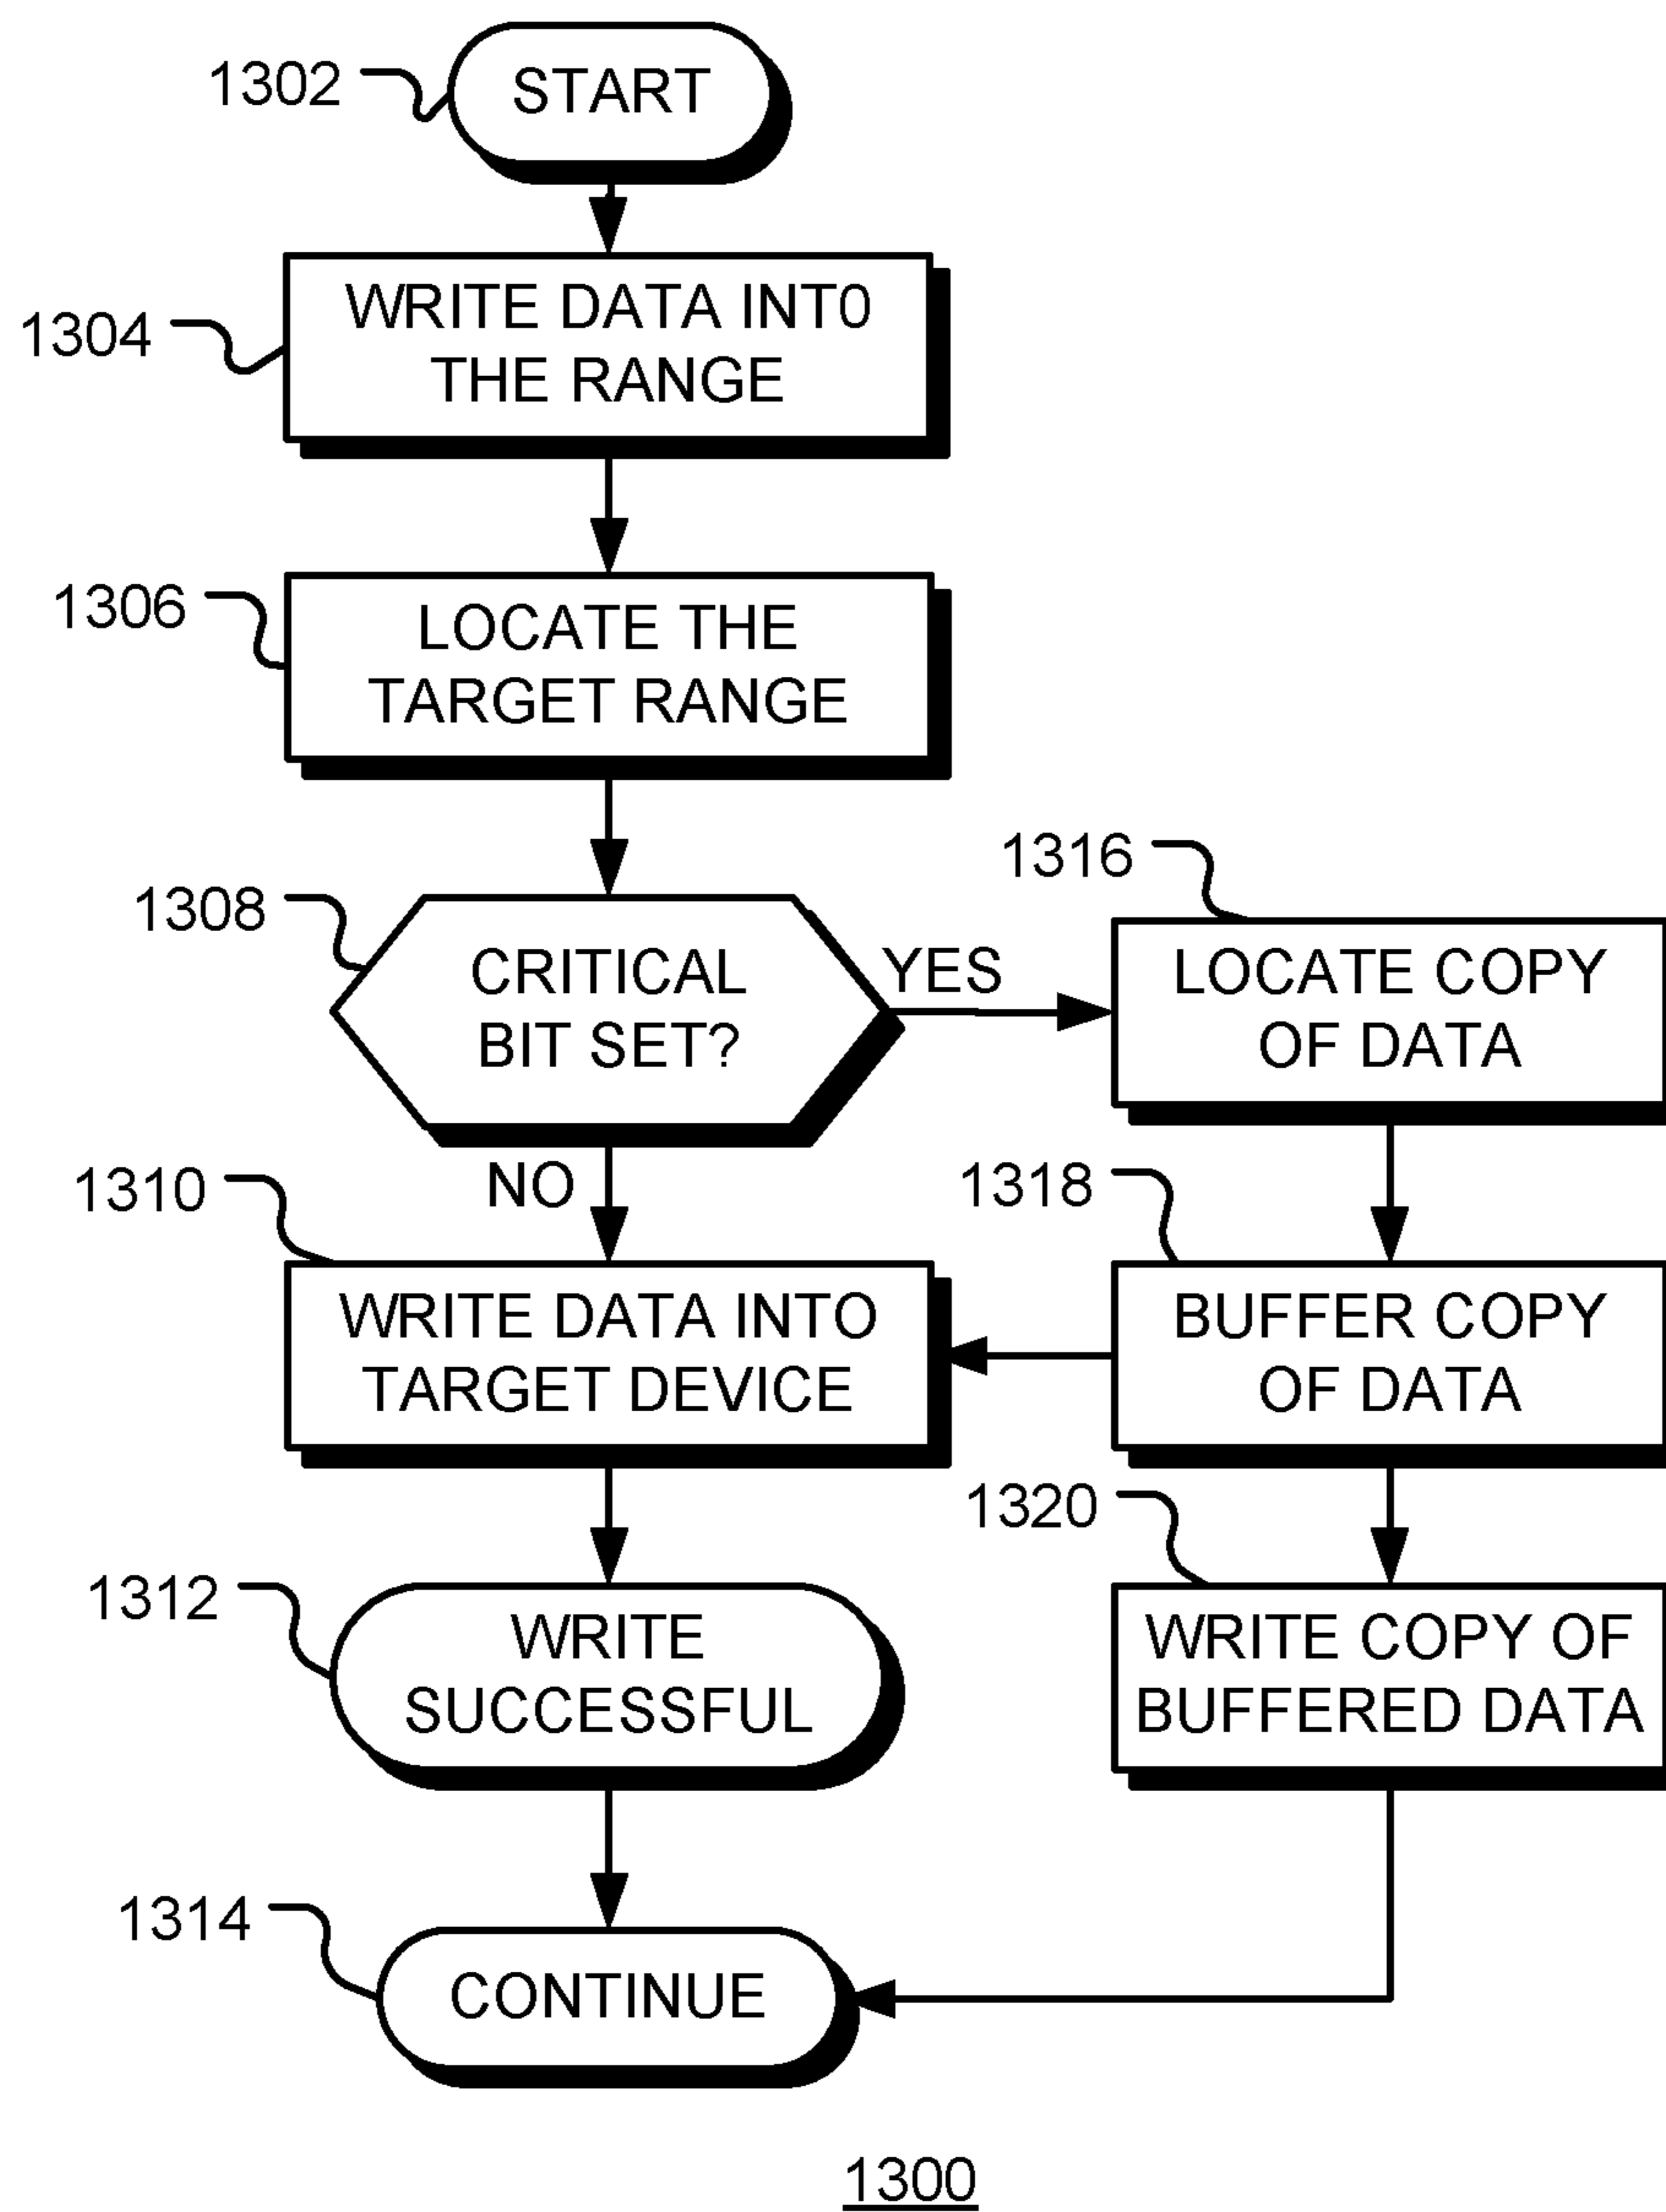 1302
START
1304
WRITE DATA INT0
THE RANGE
1306
LOCATE THE
TARGET RANGE
1308
CRITICAL
BIT SET?
YES
1316
LOCATE COPY
OF DATA
NO
1310
WRITE DATA INTO
TARGET DEVICE
1318
BUFFER COPY
OF DATA
1312
WRITE
SUCCESSFUL
1320
WRITE COPY OF
BUFFERED DATA
1314
CONTINUE
1300